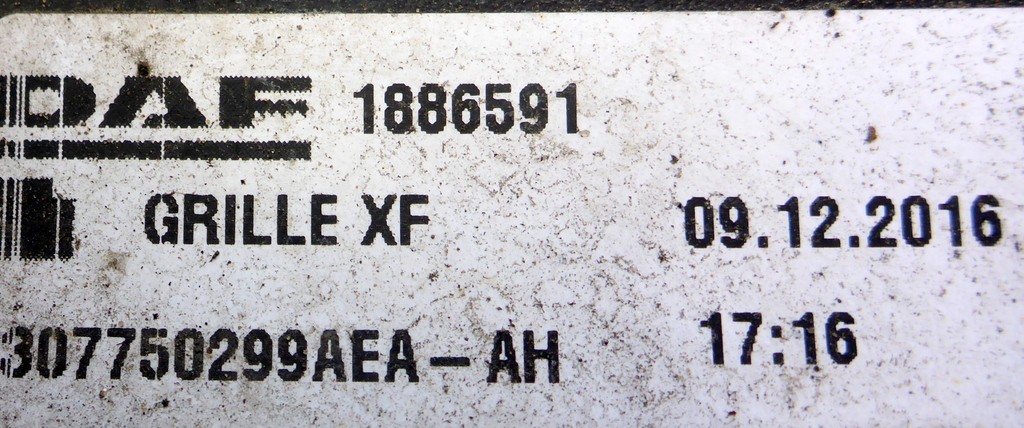 DAF 1886591
GRILLE XF 09.12.2016
307750299AEA-AH 17:16